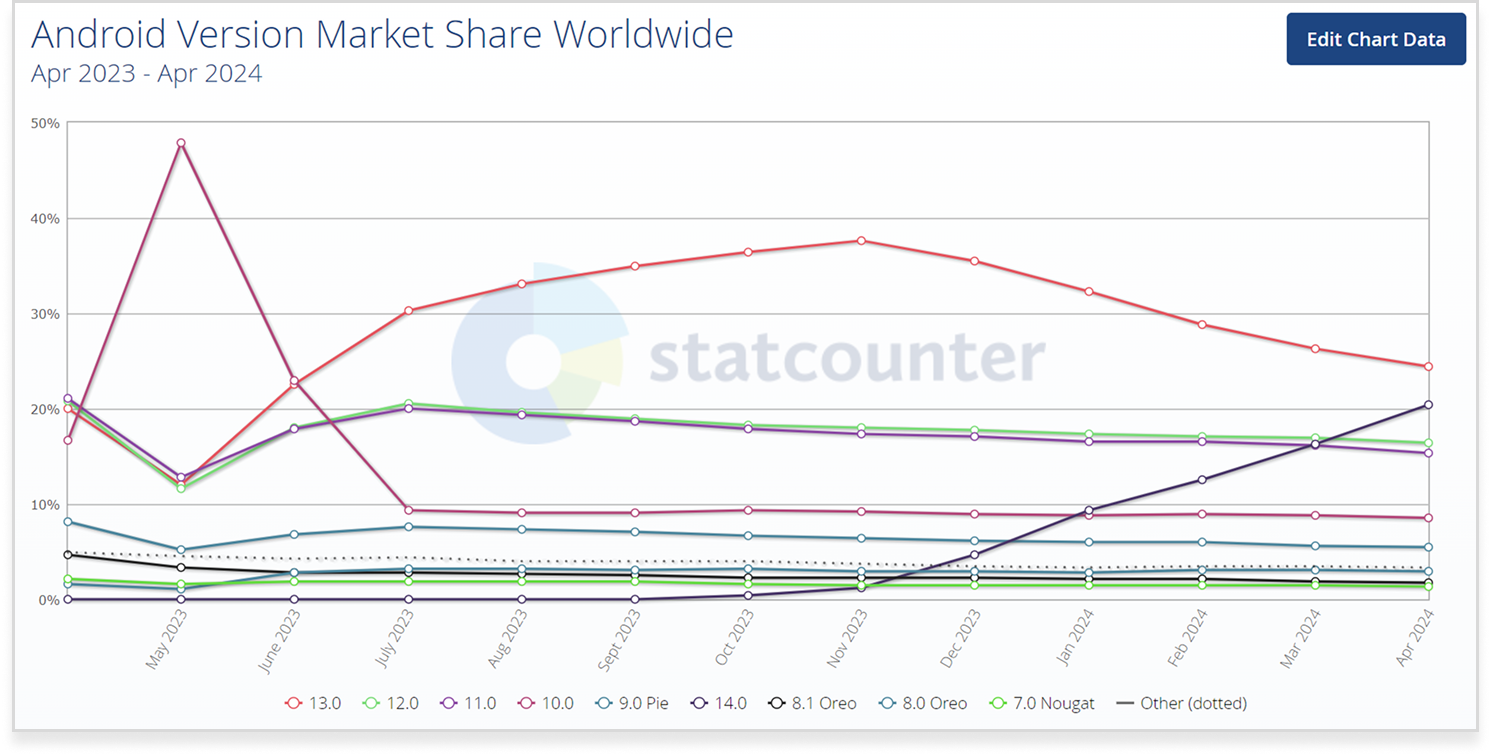 Android Version Market Share Worldwide
Edit Chart Data
Apr 2023 - Apr 2024
50%
40%
30%
20%
10%
0%
statcounter
May 2023
June 2023
July 2023
Aug 2023
Sept 2023
Oct 2023
Nov 2023
Dec 2023
Jan 2024
Feb 2024
Mar 2024
Apr 2024
13.0 12.0 11.0 10.0 9.0 Pie 14.0 8.1 Oreo 8.0 Oreo 7.0 Nougat Other (dotted)